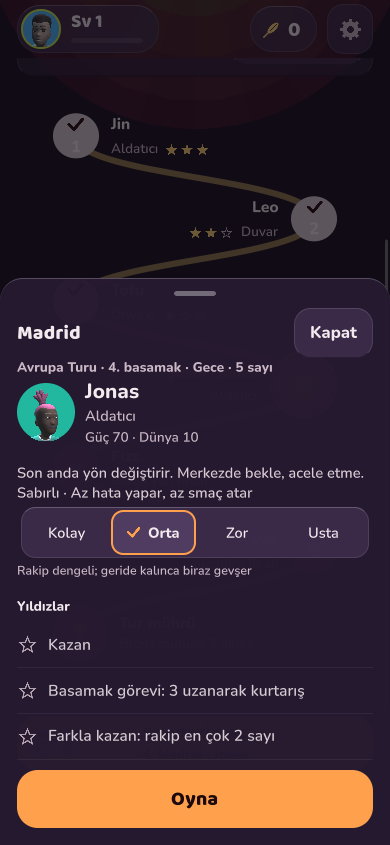 Sv 1
0
Jin
1
Aldatıcı ★★★
Leo
★★☆ Duvar
2
Madrid
Kapat
Avrupa Turu · 4. basamak · Gece · 5 sayı
Jonas
Aldatıcı
Güç 70 · Dünya 10
Son anda yön değiştirir. Merkezde bekle, acele etme.
Sabırlı · Az hata yapar, az smaç atar
Kolay
Orta
Zor
Usta
Rakip dengeli; geride kalınca biraz gevşer
Yıldızlar
Kazan
Basamak görevi: 3 uzanarak kurtarış
Farkla kazan: rakip en çok 2 sayı
Oyna